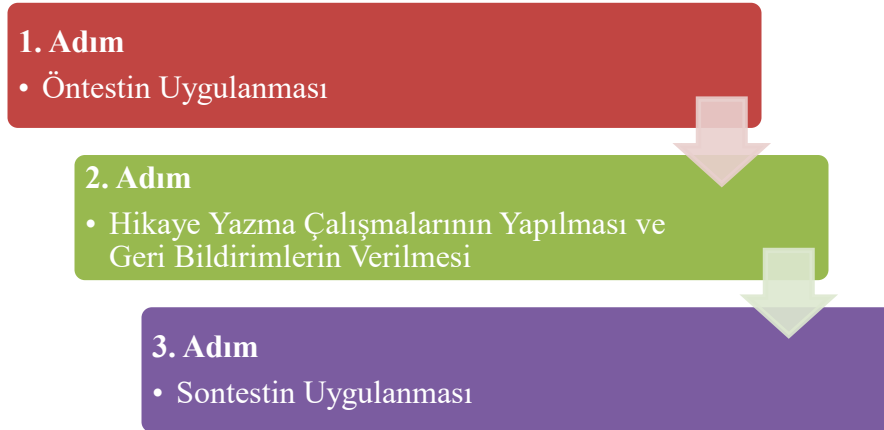 1. Adım
• Öntestin Uygulanması
2. Adım
• Hikaye Yazma Çalışmalarının Yapılması ve
Geri Bildirimlerin Verilmesi
3. Adım
• Sontestin Uygulanması